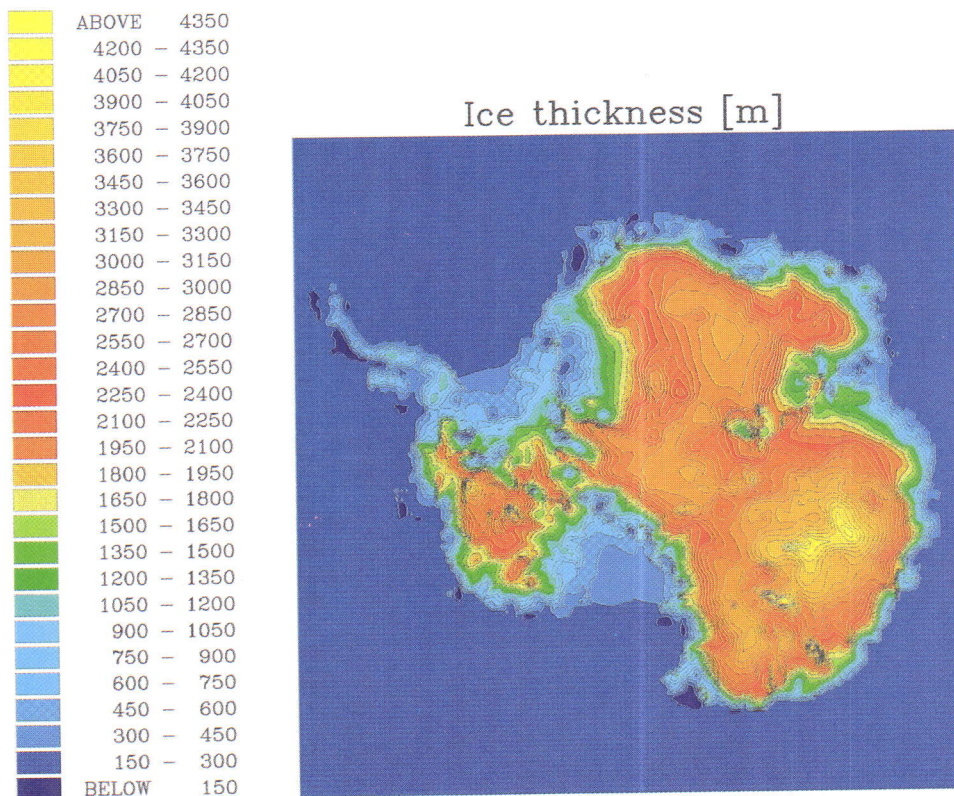 ABOVE 4350
4200 – 4350
4050 – 4200
3900 – 4050
3750 – 3900
3600 – 3750
3450 – 3600
3300 – 3450
3150 – 3300
3000 – 3150
2850 – 3000
2700 – 2850
2550 – 2700
2400 – 2550
2250 – 2400
2100 – 2250
1950 – 2100
1800 – 1950
1650 – 1800
1500 – 1650
1350 – 1500
1200 – 1350
1050 – 1200
900 – 1050
750 – 900
600 – 750
450 – 600
300 – 450
150 – 300
BELOW 150
Ice thickness [m]